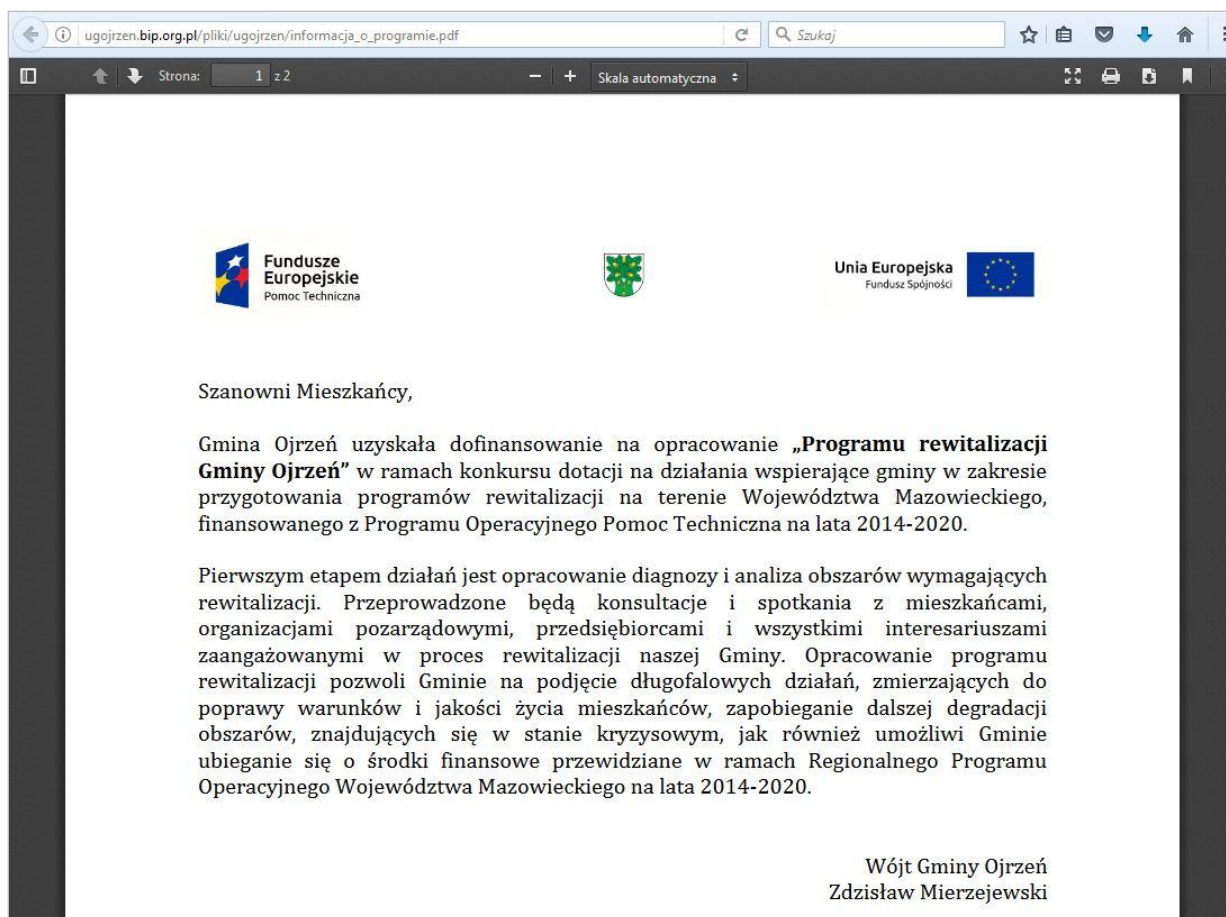 ugojrzen.bip.org.pl/pliki/ugojrzen/informacja_o_programie.pdf
Szukaj
Strona: 1 z 2
Skala automatyczna
Fundusze
Europejskie
Pomoc Techniczna
Unia Europejska
Fundusz Spójności
Szanowni Mieszkańcy,
Gmina Ojrzeń uzyskała dofinansowanie na opracowanie „Programu rewitalizacji
Gminy Ojrzeń” w ramach konkursu dotacji na działania wspierające gminy w zakresie
przygotowania programów rewitalizacji na terenie Województwa Mazowieckiego,
finansowanego z Programu Operacyjnego Pomoc Techniczna na lata 2014-2020.
Pierwszym etapem działań jest opracowanie diagnozy i analiza obszarów wymagających
rewitalizacji. Przeprowadzone będą konsultacje i spotkania z mieszkańcami,
organizacjami pozarządowymi, przedsiębiorcami i wszystkimi interesariuszami
zaangażowanymi w proces rewitalizacji naszej Gminy. Opracowanie programu
rewitalizacji pozwoli Gminie na podjęcie długofalowych działań, zmierzających do
poprawy warunków i jakości życia mieszkańców, zapobieganie dalszej degradacji
obszarów, znajdujących się w stanie kryzysowym, jak również umożliwi Gminie
ubieganie się o środki finansowe przewidziane w ramach Regionalnego Programu
Operacyjnego Województwa Mazowieckiego na lata 2014-2020.
Wójt Gminy Ojrzeń
Zdzisław Mierzejewski